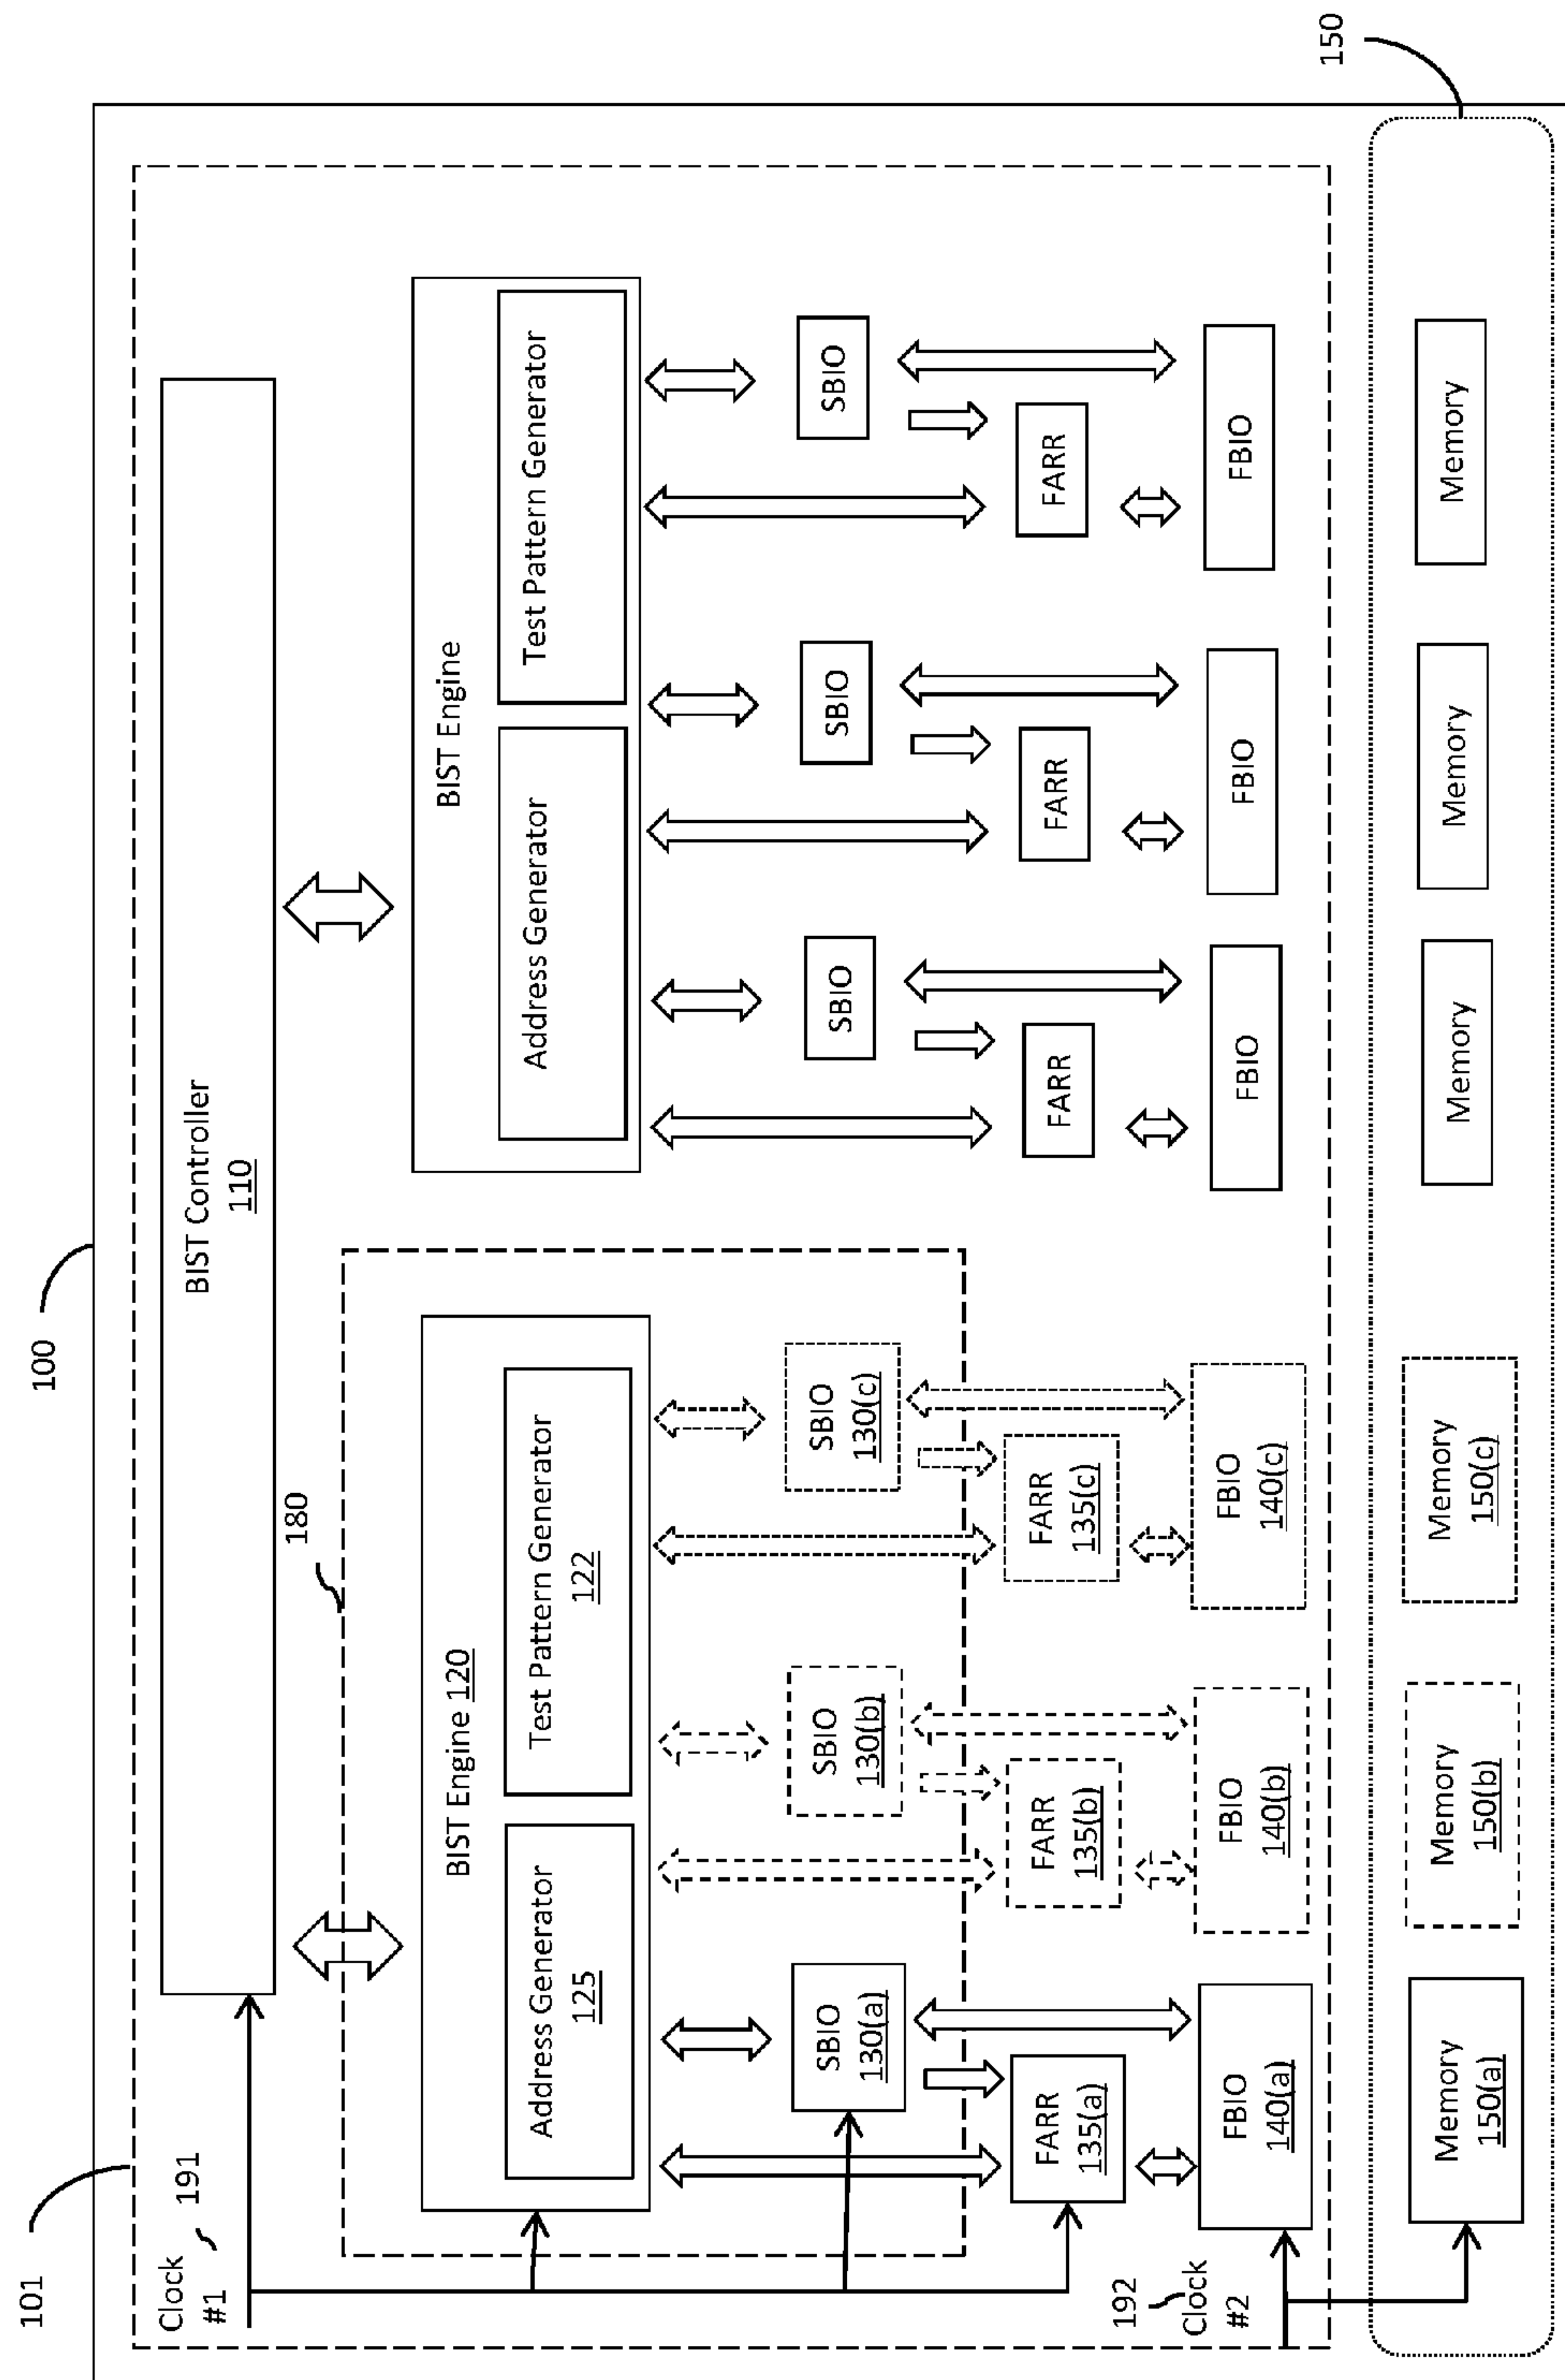 100
101
150
BIST Controller
110
Clock
#1
191
180
BIST Engine 120
Address Generator
125
Test Pattern Generator
122
BIST Engine
Address Generator
Test Pattern Generator
SBIO
130(a)
SBIO
130(b)
SBIO
130(c)
SBIO
SBIO
SBIO
FARR
135(a)
FARR
135(b)
FARR
135(c)
FARR
FARR
FARR
192
Clock
#2
FBIO
140(a)
FBIO
140(b)
FBIO
140(c)
FBIO
FBIO
FBIO
Memory
150(a)
Memory
150(b)
Memory
150(c)
Memory
Memory
Memory